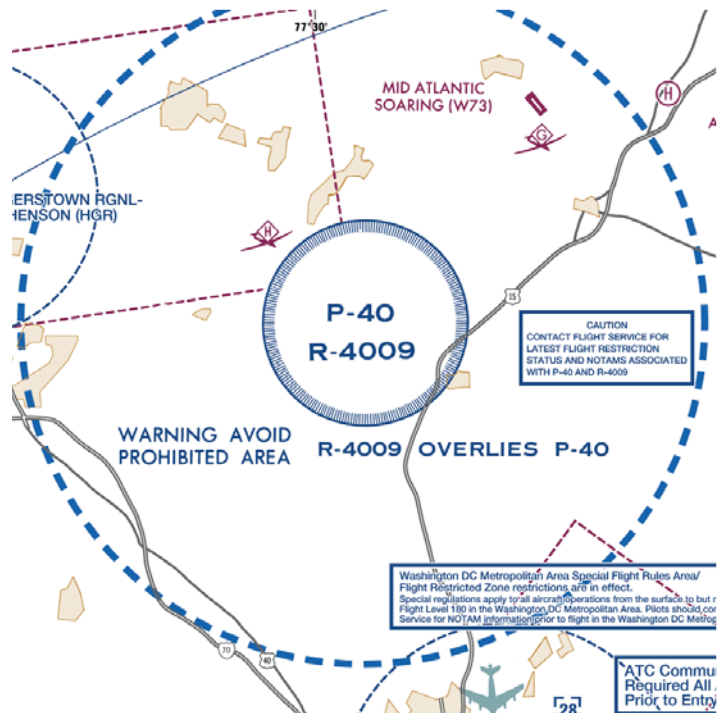 77°30'
MID ATLANTIC
SOARING (W73)
H
G
ERSTOWN RGNL-
HENSON (HGR)
H
P-40
R-4009
15
CAUTION
CONTACT FLIGHT SERVICE FOR
LATEST FLIGHT RESTRICTION
STATUS AND NOTAMS ASSOCIATED
WITH P-40 AND R-4009
WARNING AVOID
PROHIBITED AREA
R-4009 OVERLIES P-40
Washington DC Metropolitan Area Special Flight Rules Area/
Flight Restricted Zone restrictions are in effect.
Special regulations apply to all aircraft operations from the surface to but n
Flight Level 180 in the Washington DC Metropolitan Area. Pilots should con
Service for NOTAM information prior to flight in the Washington DC Metrop
70
40
28
ATC Commu
Required All
Prior to Entr